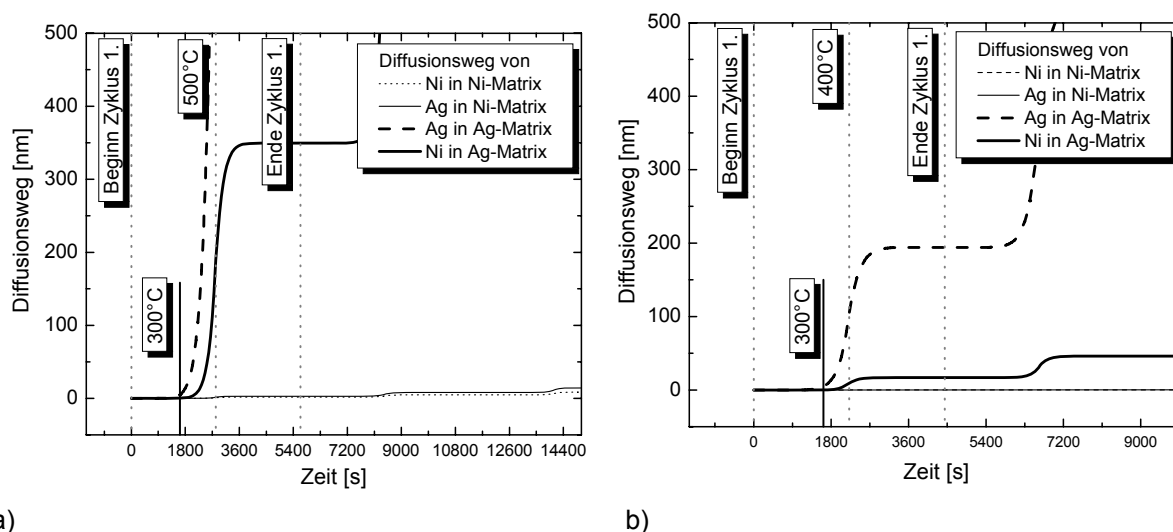 500
400
300
200
100
0
Diffusionsweg [nm]
Beginn Zyklus 1.
300°C
500°C
Ende Zyklus 1.
Diffusionsweg von
Ni in Ni-Matrix
Ag in Ni-Matrix
Ag in Ag-Matrix
Ni in Ag-Matrix
0 1800 3600 5400 7200 9000 10800 12600 14400
Zeit [s]
a)
500
400
300
200
100
0
Diffusionsweg [nm]
Beginn Zyklus 1.
300°C
400°C
Ende Zyklus 1.
Diffusionsweg von
Ni in Ni-Matrix
Ag in Ni-Matrix
Ag in Ag-Matrix
Ni in Ag-Matrix
0 1800 3600 5400 7200 9000
Zeit [s]
b)